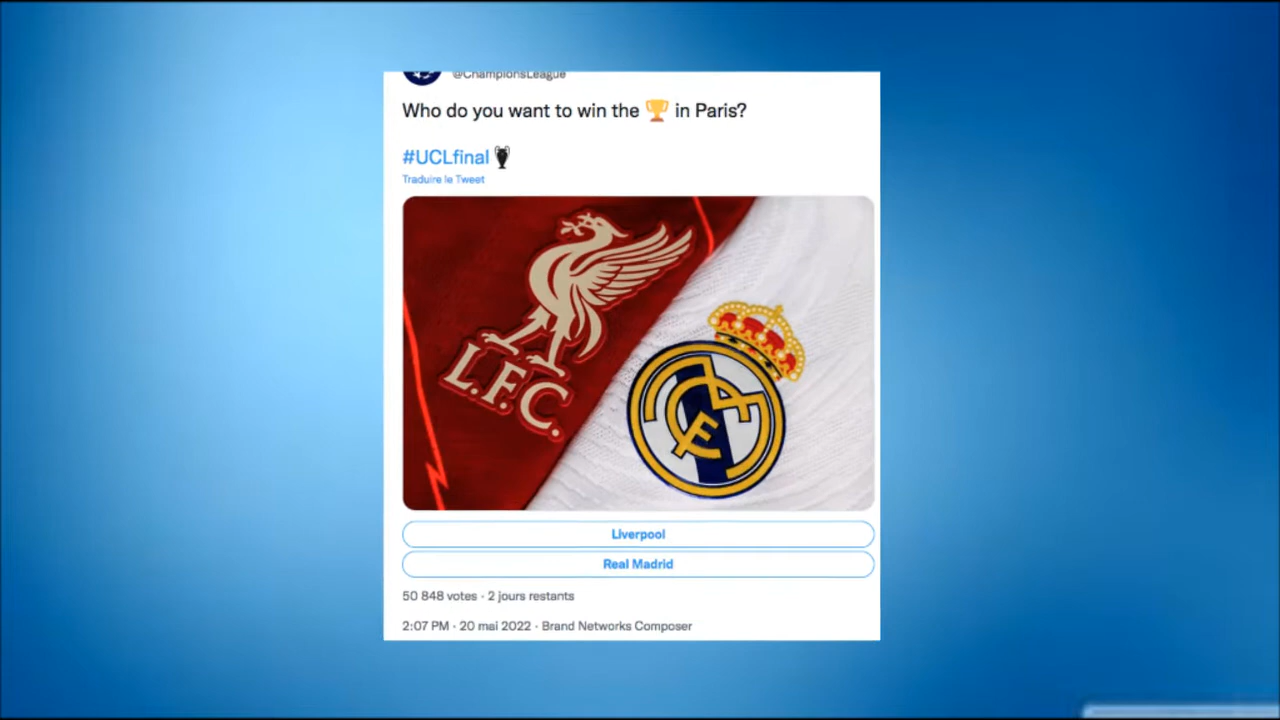 @ChampionsLeague
Who do you want to win the 🏆 in Paris?
#UCLfinal
Traduire le Tweet
L.F.C.
Liverpool
Real Madrid
50 848 votes · 2 jours restants
2:07 PM · 20 mai 2022 · Brand Networks Composer